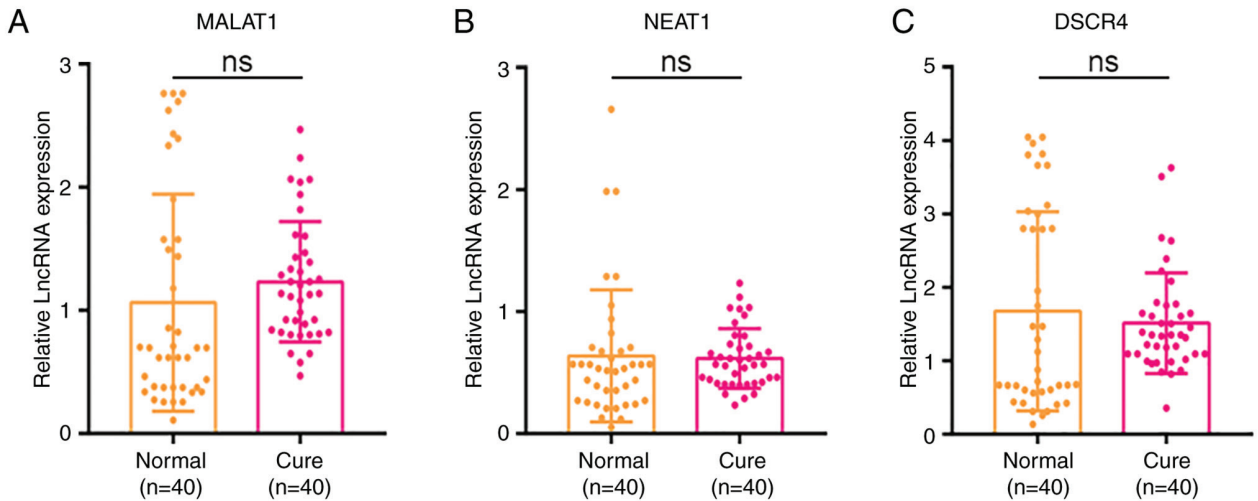 A
MALAT1
Relative LncRNA expression
3
2
1
0
ns
Normal
(n=40)
Cure
(n=40)
B
NEAT1
Relative LncRNA expression
3
2
1
0
ns
Normal
(n=40)
Cure
(n=40)
C
DSCR4
Relative LncRNA expression
5
4
3
2
1
0
ns
Normal
(n=40)
Cure
(n=40)